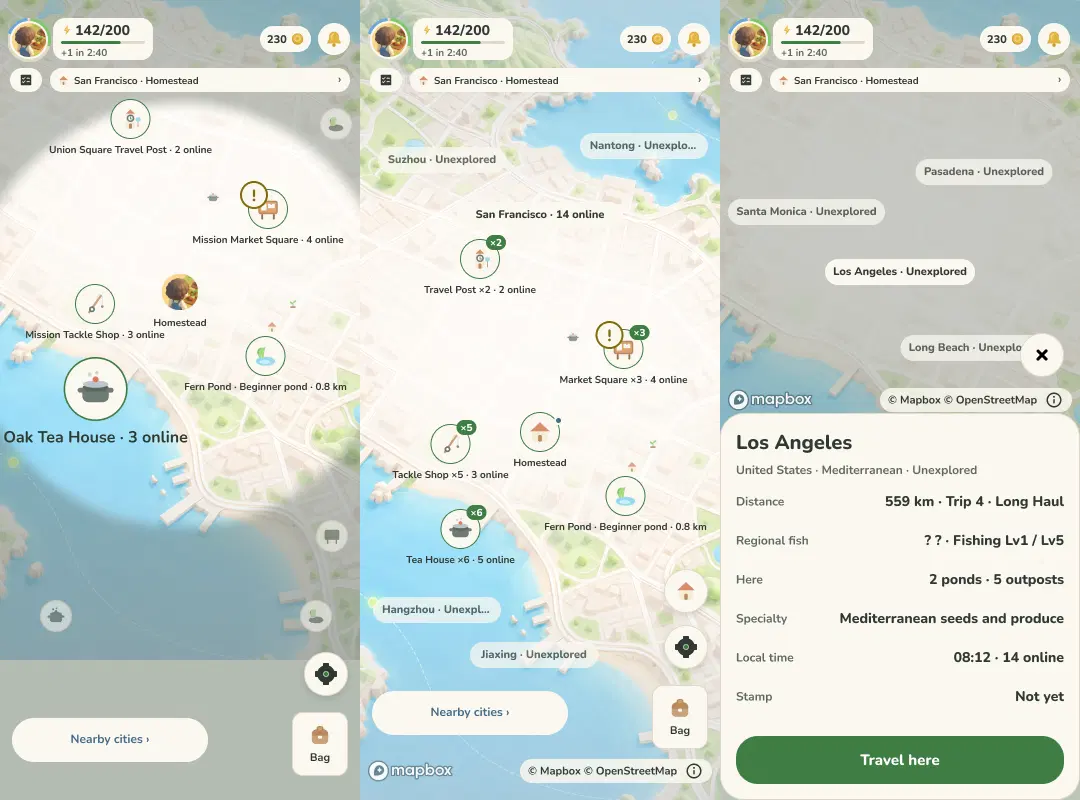 142/200
+1 in 2:40
230
San Francisco · Homestead ›
Union Square Travel Post · 2 online
!
Mission Market Square · 4 online
Homestead
Mission Tackle Shop · 3 online
Fern Pond · Beginner pond · 0.8 km
Oak Tea House · 3 online
Nearby cities ›
Bag
142/200
+1 in 2:40
230
San Francisco · Homestead ›
Nantong · Unexplo...
Suzhou · Unexplored
San Francisco · 14 online
×2
Travel Post ×2 · 2 online
!
×3
Market Square ×3 · 4 online
×5
Homestead
Tackle Shop ×5 · 3 online
×6
Fern Pond · Beginner pond · 0.8 km
Tea House ×6 · 5 online
Hangzhou · Unexpl...
Jiaxing · Unexplored
Nearby cities ›
Bag
mapbox
© Mapbox © OpenStreetMap
142/200
+1 in 2:40
230
San Francisco · Homestead ›
Pasadena · Unexplored
Santa Monica · Unexplored
Los Angeles · Unexplored
Long Beach · Unexplo
mapbox
© Mapbox © OpenStreetMap
Los Angeles
United States · Mediterranean · Unexplored
Distance 559 km · Trip 4 · Long Haul
Regional fish ? ? · Fishing Lv1 / Lv5
Here 2 ponds · 5 outposts
Specialty Mediterranean seeds and produce
Local time 08:12 · 14 online
Stamp Not yet
Travel here